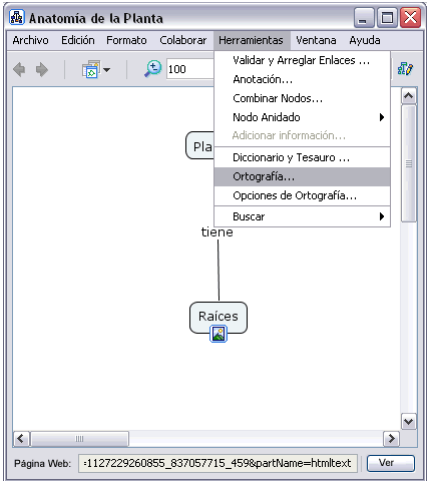 Anatomía de la Planta
Archivo Edición Formato Colaborar Herramientas Ventana Ayuda
100
Validar y Arreglar Enlaces ...
Anotación...
Combinar Nodos...
Nodo Anidado
Adicionar información...
Diccionario y Tesauro ...
Ortografía...
Opciones de Ortografía...
Buscar
Pla
tiene
Raíces
Página Web: :1127229260855_837057715_459&partName=htmltext Ver